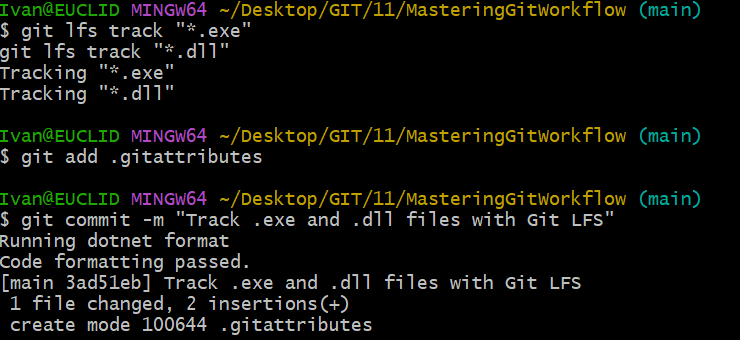 Ivan@EUCLID MINGW64 ~/Desktop/GIT/11/MasteringGitWorkflow (main)
$ git lfs track "*.exe"
git lfs track "*.dll"
Tracking "*.exe"
Tracking "*.dll"
Ivan@EUCLID MINGW64 ~/Desktop/GIT/11/MasteringGitWorkflow (main)
$ git add .gitattributes
Ivan@EUCLID MINGW64 ~/Desktop/GIT/11/MasteringGitWorkflow (main)
$ git commit -m "Track .exe and .dll files with Git LFS"
Running dotnet format
Code formatting passed.
[main 3ad51eb] Track .exe and .dll files with Git LFS
 1 file changed, 2 insertions(+)
 create mode 100644 .gitattributes